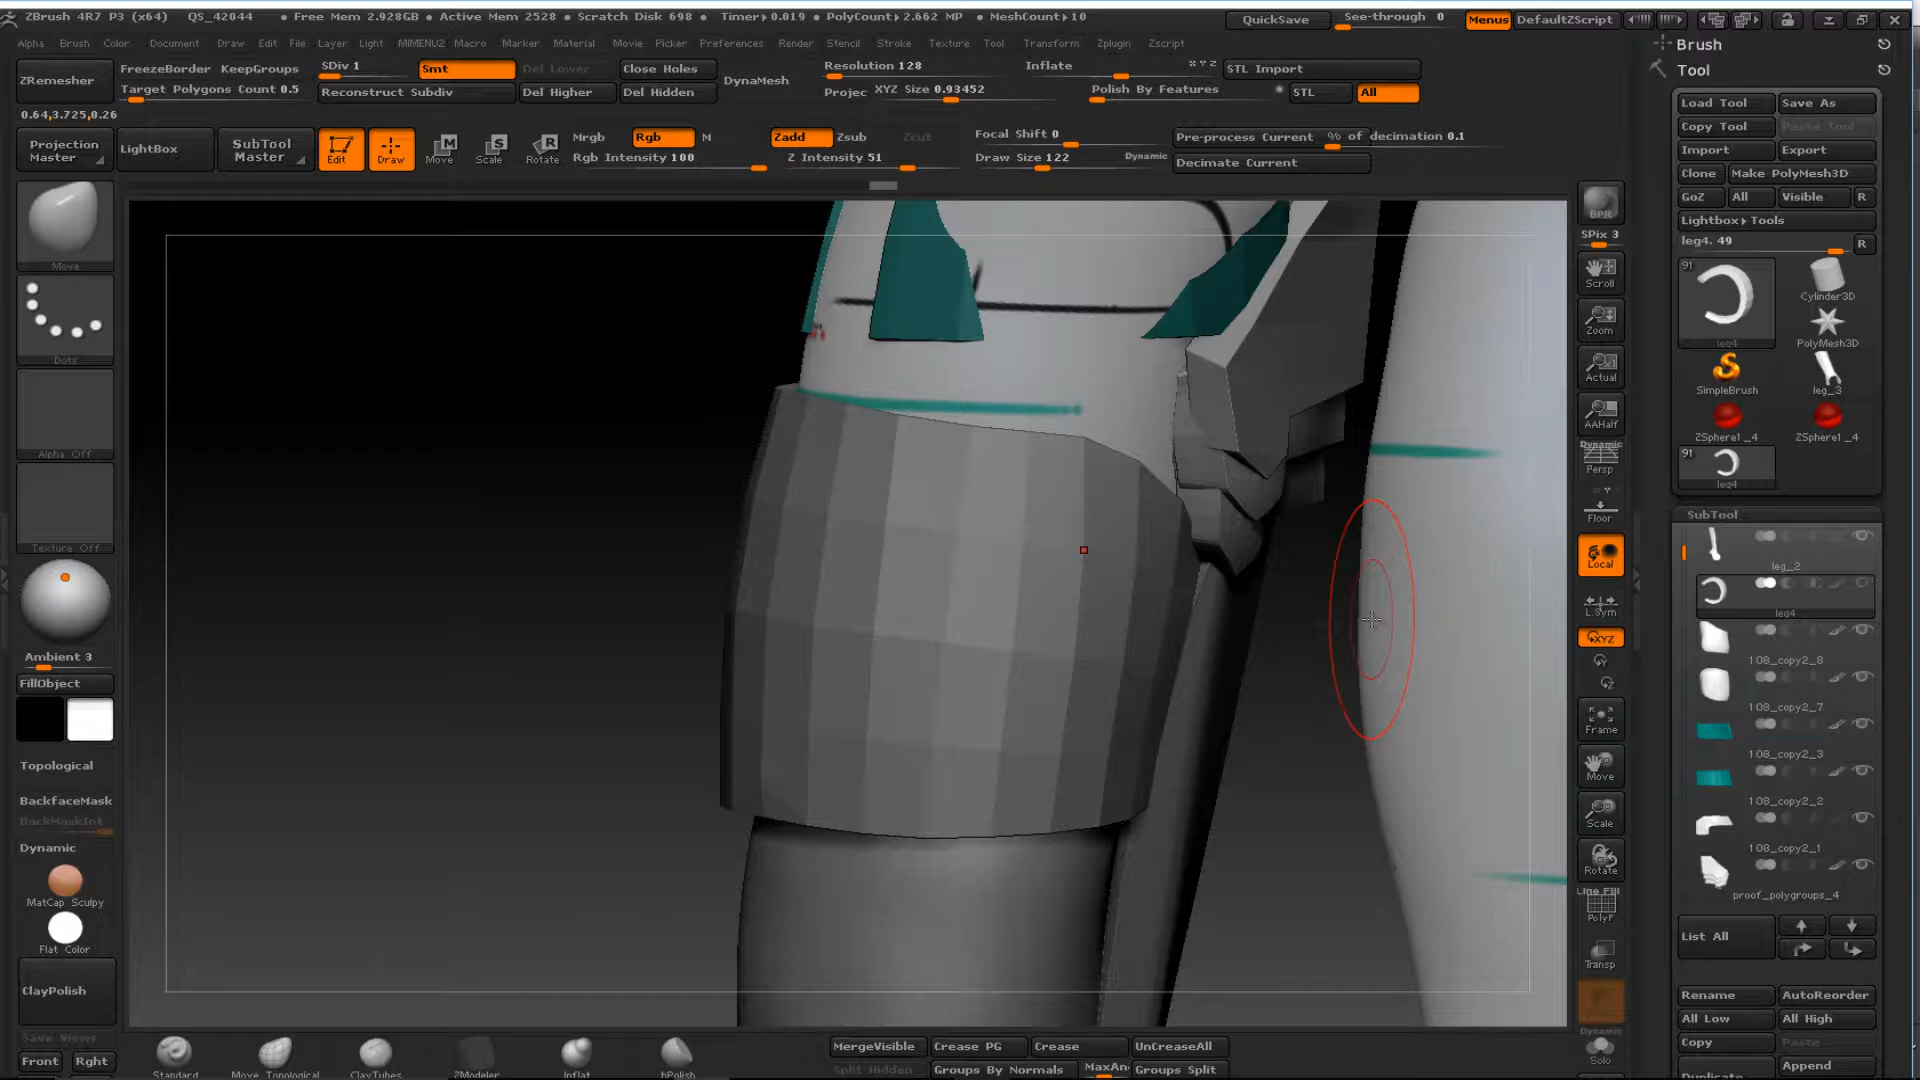 ZBrush 4R7 P3 (x64) QS_42044 ● Free Mem 2.928GB ● Active Mem 2528 ● Scratch Disk 698 ● Timer▸0.019 ● PolyCount▸2.662 MP ● MeshCount▸10 QuickSave See-through 0 Menus DefaultZScript
Alpha Brush Color Document Draw Edit File Layer Light MIMENU2 Macro Marker Material Movie Picker Preferences Render Stencil Stroke Texture Tool Transform Zplugin Zscript
Brush
Tool
ZRemesher FreezeBorder KeepGroups SDiv 1 Smt Del Lower Close Holes DynaMesh Resolution 128 Inflate X Y Z STL Import
Target Polygons Count 0.5 Reconstruct Subdiv Del Higher Del Hidden Projec XYZ Size 0.93452 Polish By Features STL All
0.64,3.725,0.26
Projection Master LightBox SubTool Master Edit Draw Move Scale Rotate
Mrgb Rgb M Zadd Zsub Zcut Focal Shift 0 Pre-process Current % of decimation 0.1
Rgb Intensity 100 Z Intensity 51 Draw Size 122 Dynamic Decimate Current
Load Tool Save As
Copy Tool Paste Tool
Import Export
Clone Make PolyMesh3D
GoZ All Visible R
Lightbox▸Tools
leg4. 49 R
91 leg4 Cylinder3D
PolyMesh3D
SimpleBrush leg_3
ZSphere1_4 ZSphere1_4
91 leg4
SubTool
leg_2
leg4
108_copy2_8
108_copy2_7
108_copy2_3
108_copy2_2
108_copy2_1
proof_polygroups_4
List All
Rename AutoReorder
All Low All High
Copy Paste
Append
Duplicate
Move
Dots
Alpha Off
Texture Off
Ambient 3
FillObject
Topological
BackfaceMask
BackMaskInt
Dynamic
MatCap Sculpy
Flat Color
ClayPolish
Save Views
Front Rght
BPR
SPix 3
Scroll
Zoom
Actual
AAHalf
Dynamic
Persp
Floor
Local
L.Sym
XYZ
Frame
Move
Scale
Rotate
Line Fill
PolyF
Transp
Dynamic
Solo
Standard Move Topological ClayTubes ZModeler Inflat hPolish
MergeVisible Crease PG Crease UnCreaseAll
Split Hidden Groups By Normals MaxAn Groups Split